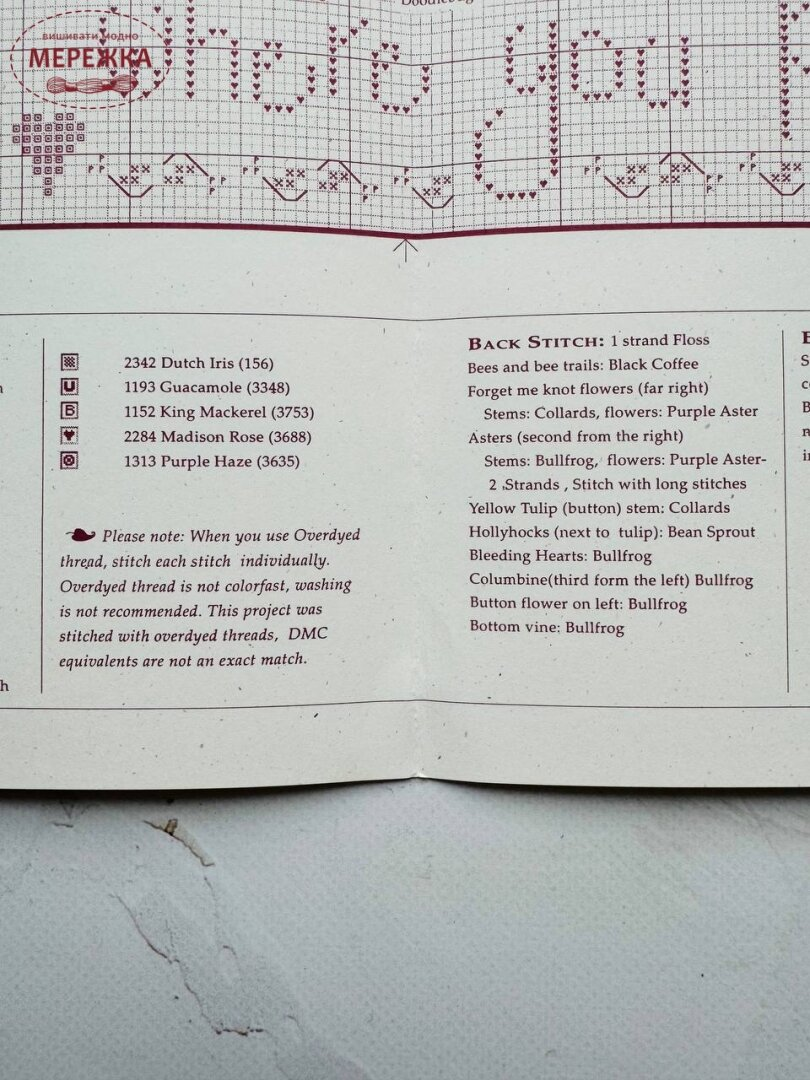 вишивати модно
МЕРЕЖКА
here you
2342 Dutch Iris (156)
1193 Guacamole (3348)
1152 King Mackerel (3753)
2284 Madison Rose (3688)
1313 Purple Haze (3635)
Please note: When you use Overdyed
thread, stitch each stitch individually.
Overdyed thread is not colorfast, washing
is not recommended. This project was
stitched with overdyed threads, DMC
equivalents are not an exact match.
BACK STITCH: 1 strand Floss
Bees and bee trails: Black Coffee
Forget me knot flowers (far right)
Stems: Collards, flowers: Purple Aster
Asters (second from the right)
Stems: Bullfrog, flowers: Purple Aster-
2 Strands , Stitch with long stitches
Yellow Tulip (button) stem: Collards
Hollyhocks (next to tulip): Bean Sprout
Bleeding Hearts: Bullfrog
Columbine(third form the left) Bullfrog
Button flower on left: Bullfrog
Bottom vine: Bullfrog